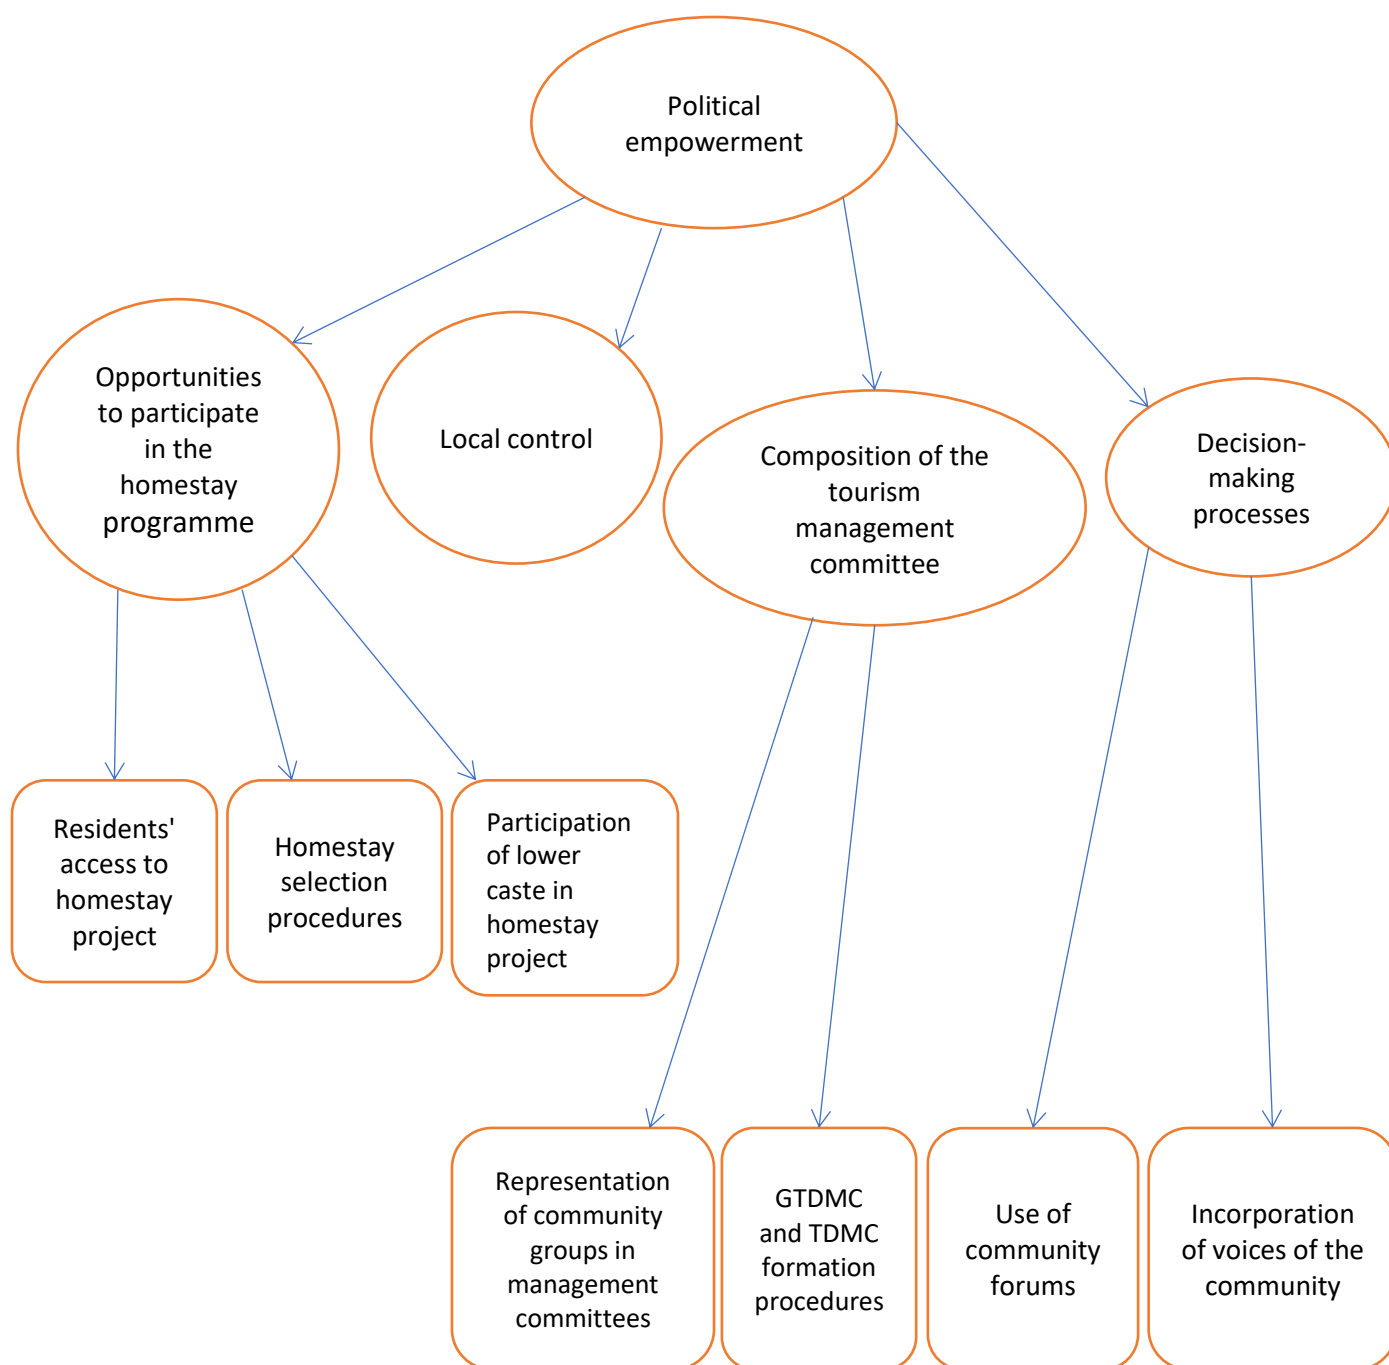 Political
empowerment
Opportunities
to participate
in the
homestay
programme
Local control
Composition of the
tourism
management
committee
Decision-
making
processes
Residents'
access to
homestay
project
Homestay
selection
procedures
Participation
of lower
caste in
homestay
project
Representation
of community
groups in
management
committees
GTDMC
and TDMC
formation
procedures
Use of
community
forums
Incorporation
of voices of the
community